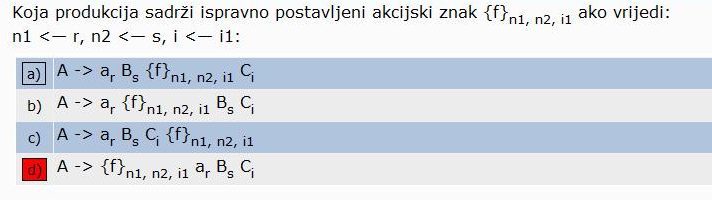 Koja produkcija sadrži ispravno postavljeni akcijski znak {f}n1, n2, i1 ako vrijedi:
n1 <— r, n2 <— s, i <— i1:
a) A -> ar Bs {f}n1, n2, i1 Ci
b) A -> ar {f}n1, n2, i1 Bs Ci
c) A -> ar Bs Ci {f}n1, n2, i1
d) A -> {f}n1, n2, i1 ar Bs Ci